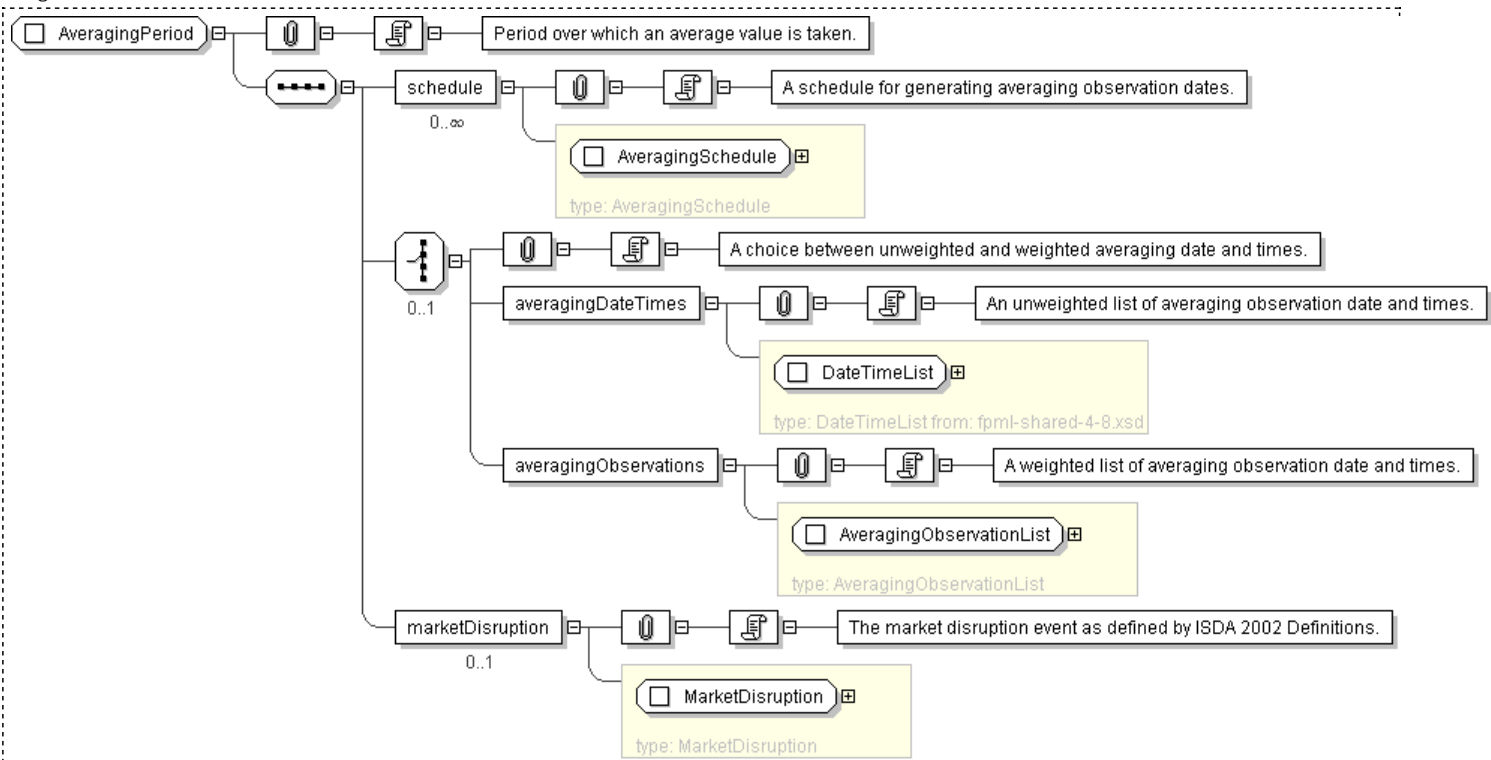 AveragingPeriod
Period over which an average value is taken.
schedule
A schedule for generating averaging observation dates.
0..∞
AveragingSchedule
type: AveragingSchedule
A choice between unweighted and weighted averaging date and times.
0..1
averagingDateTimes
An unweighted list of averaging observation date and times.
DateTimeList
type: DateTimeList from: fpml-shared-4-8.xsd
averagingObservations
A weighted list of averaging observation date and times.
AveragingObservationList
type: AveragingObservationList
marketDisruption
The market disruption event as defined by ISDA 2002 Definitions.
0..1
MarketDisruption
type: MarketDisruption